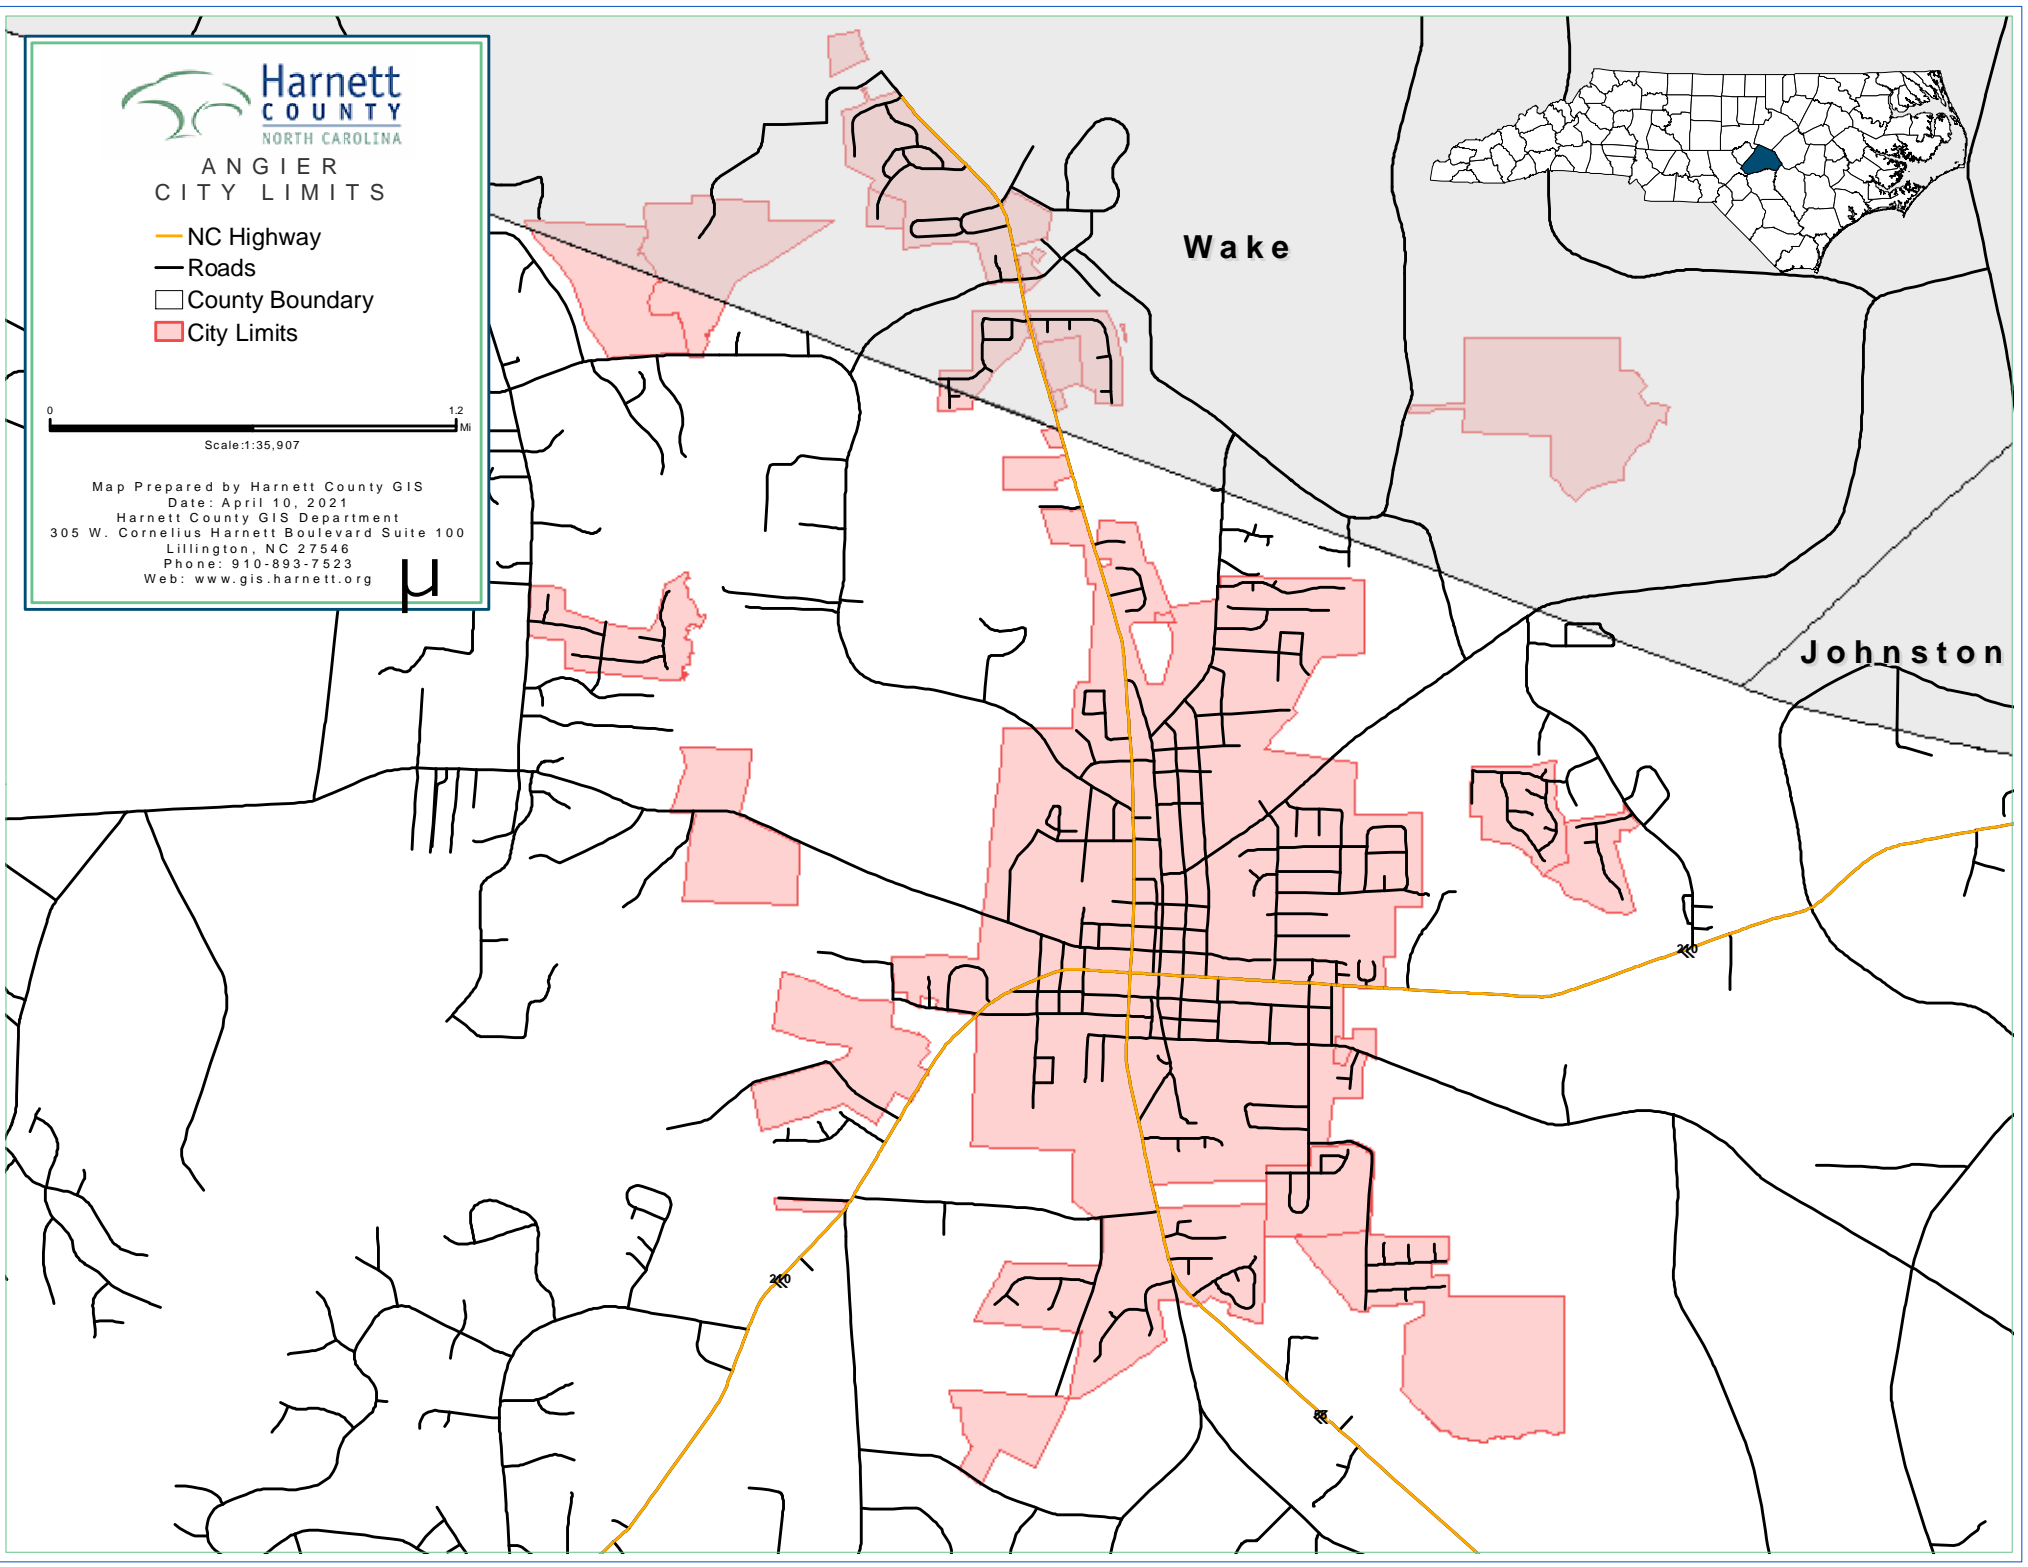 Harnett
COUNTY
NORTH CAROLINA
ANGIER
CITY LIMITS
NC Highway
Roads
County Boundary
City Limits
0 1.2
Mi
Scale:1:35,907
Map Prepared by Harnett County GIS
Date: April 10, 2021
Harnett County GIS Department
305 W. Cornelius Harnett Boulevard Suite 100
Lillington, NC 27546
Phone: 910-893-7523
Web: www.gis.harnett.org
µ
Wake
Johnston
210
210
55